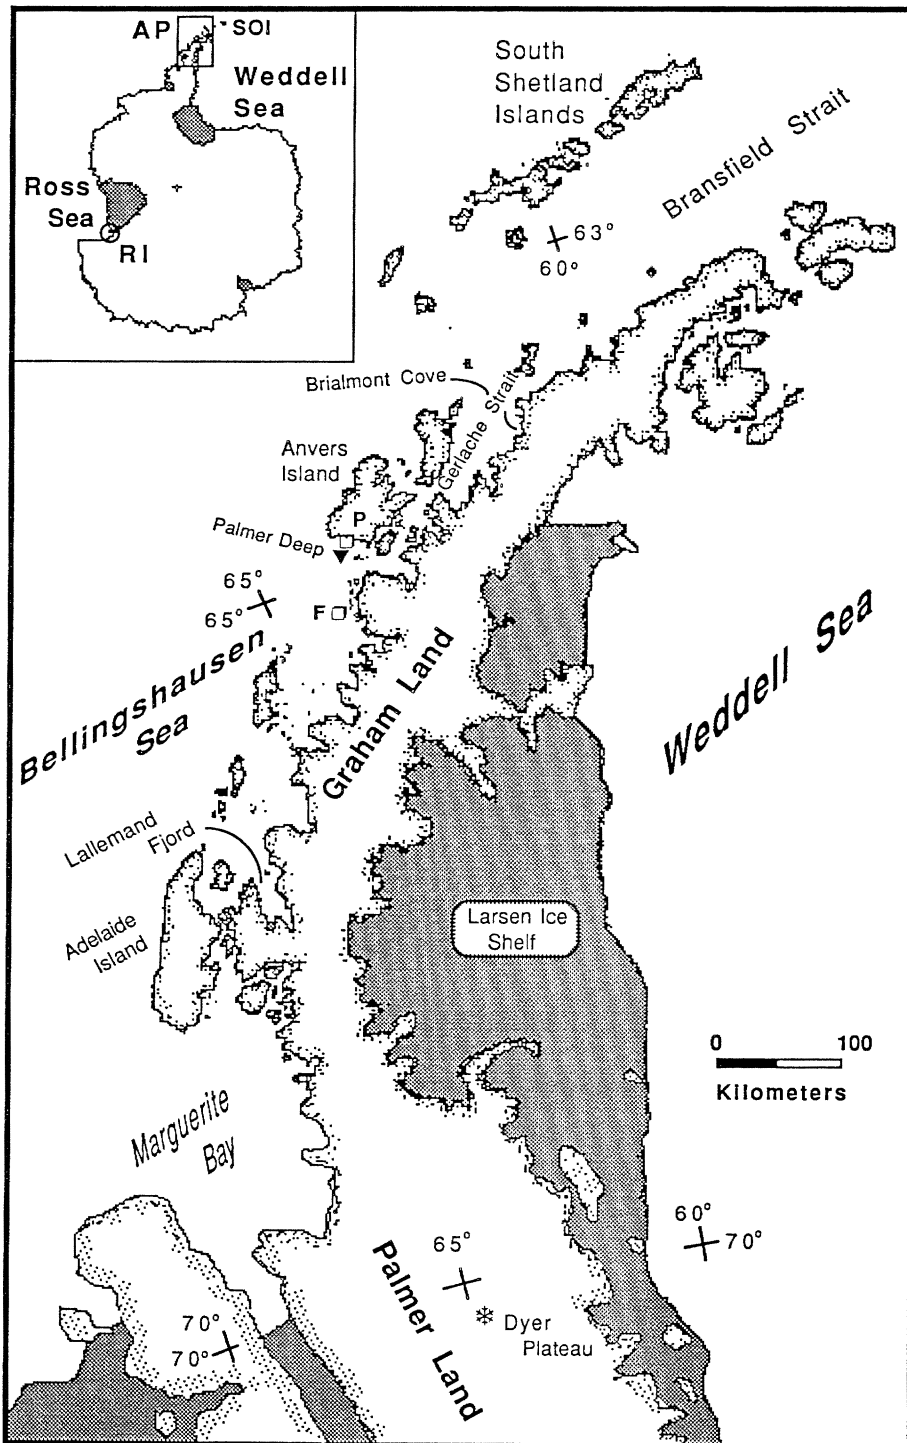 AP
SOI
Weddell
Sea
Ross
Sea
RI
South
Shetland
Islands
Bransfield Strait
63°
60°
Brialmont Cove
Gerlache Strait
Anvers
Island
P
Palmer Deep
65°
65°
F
Bellingshausen
Sea
Graham Land
Weddell Sea
Lallemand
Fjord
Adelaide
Island
Larsen Ice
Shelf
0 100
Kilometers
Marguerite
Bay
60°
70°
65°
Palmer Land
Dyer
Plateau
70°
70°